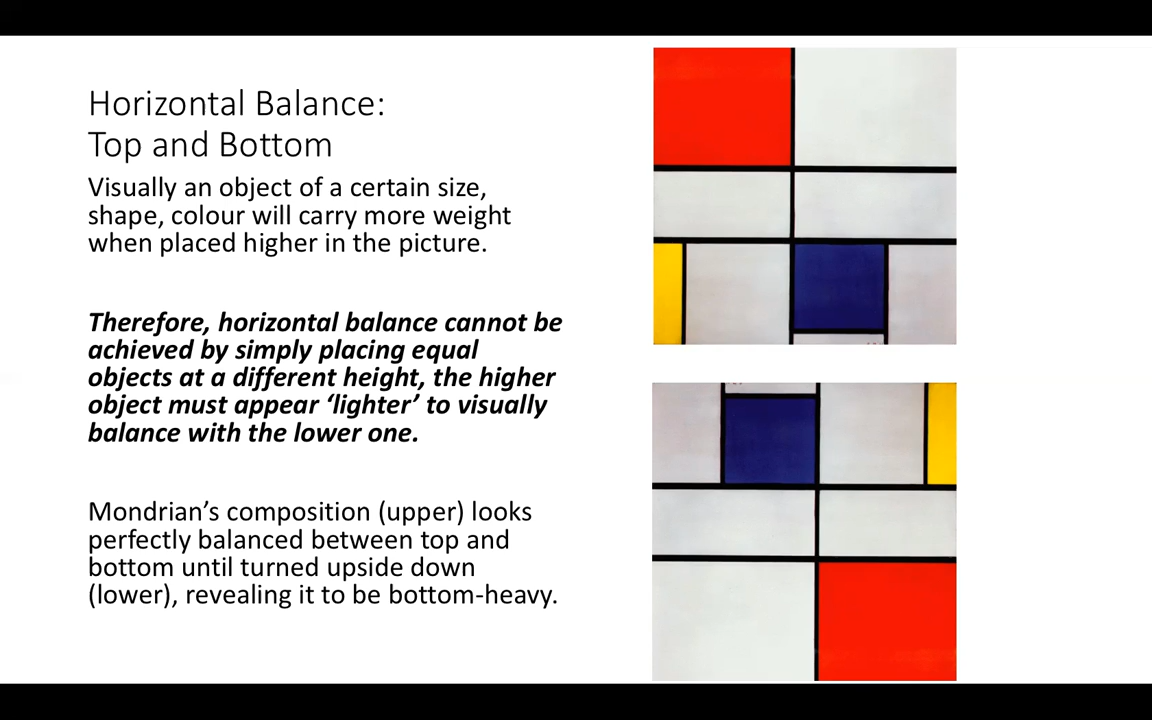 Horizontal Balance:
Top and Bottom
Visually an object of a certain size,
shape, colour will carry more weight
when placed higher in the picture.
Therefore, horizontal balance cannot be
achieved by simply placing equal
objects at a different height, the higher
object must appear ‘lighter’ to visually
balance with the lower one.
Mondrian’s composition (upper) looks
perfectly balanced between top and
bottom until turned upside down
(lower), revealing it to be bottom-heavy.